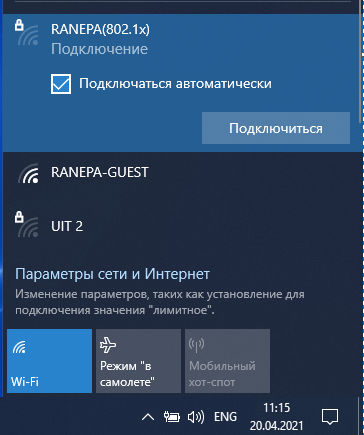 RANEPA(802.1x)
Подключение
Подключаться автоматически
Подключиться
RANEPA-GUEST
UIT 2
Параметры сети и Интернет
Изменение параметров, таких как установление для
подключения значения "лимитное".
Wi-Fi
Режим "в
самолете"
Мобильный
хот-спот
ENG
11:15
20.04.2021